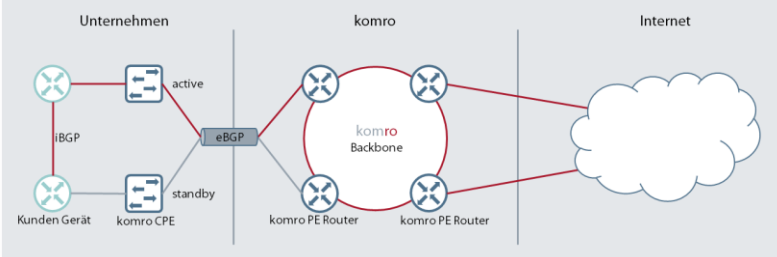 Unternehmen
komro
Internet
active
eBGP
iBGP
komro
Backbone
standby
Kunden Gerät
komro CPE
komro PE Router
komro PE Router